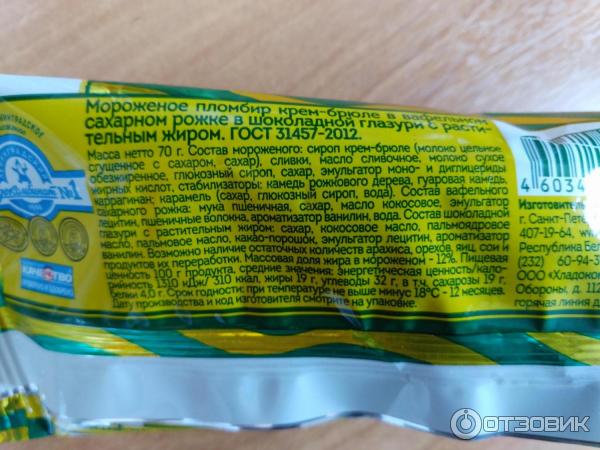 Мороженое пломбир крем-брюле в вафельном
сахарном рожке в шоколадной глазури с расти-
тельным жиром. ГОСТ 31457-2012.
Масса нетто 70 г. Состав мороженого: сироп крем-брюле (молоко цельное
сгущенное с сахаром, сахар), сливки, масло сливочное, молоко сухое
обезжиренное, глюкозный сироп, сахар, эмульгатор моно- и диглицериды
жирных кислот, стабилизаторы: камедь рожкового дерева, гуаровая камедь,
каррагинан; карамель (сахар, глюкозный сироп, вода). Состав вафельного
сахарного рожка: мука пшеничная, сахар, масло кокосовое, эмульгатор
лецитин, пшеничные волокна, ароматизатор ванилин, вода. Состав шоколадной
глазури с растительным жиром: сахар, кокосовое масло, пальмоядровое
масло, пальмовое масло, какао-порошок, эмульгатор лецитин, ароматизатор
ванилин. Возможно наличие остаточных количеств арахиса, орехов, яиц, сои и
продуктов их переработки. Массовая доля жира в мороженом - 12%. Пищевая
ценность 100 г продукта, средние значения: энергетическая ценность/кало-
рийность 1310 кДж/ 310 ккал, жиры 19 г, углеводы 32 г, в т.ч. сахарозы 19 г,
белки 4,0 г. Срок годности: при температуре не выше минус 18°С - 12 месяцев.
Дату производства и код изготовителя смотрите на упаковке.
№1
КАЧЕСТВО
4 6034
Изготовитель
г. Санкт-Пете
407-19-64, w
Республика Бел
(232) 60-94-3
ООО «Хладоком
Обороны, д. 112
горячая линия д
ОТЗОВИК